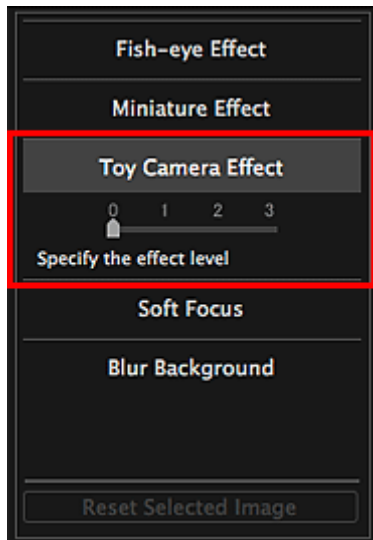 Fish-eye Effect
Miniature Effect
Toy Camera Effect
0 1 2 3
Specify the effect level
Soft Focus
Blur Background
Reset Selected Image